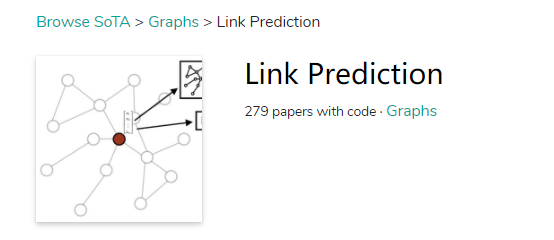 Browse SoTA > Graphs > Link Prediction
Link Prediction
279 papers with code · Graphs